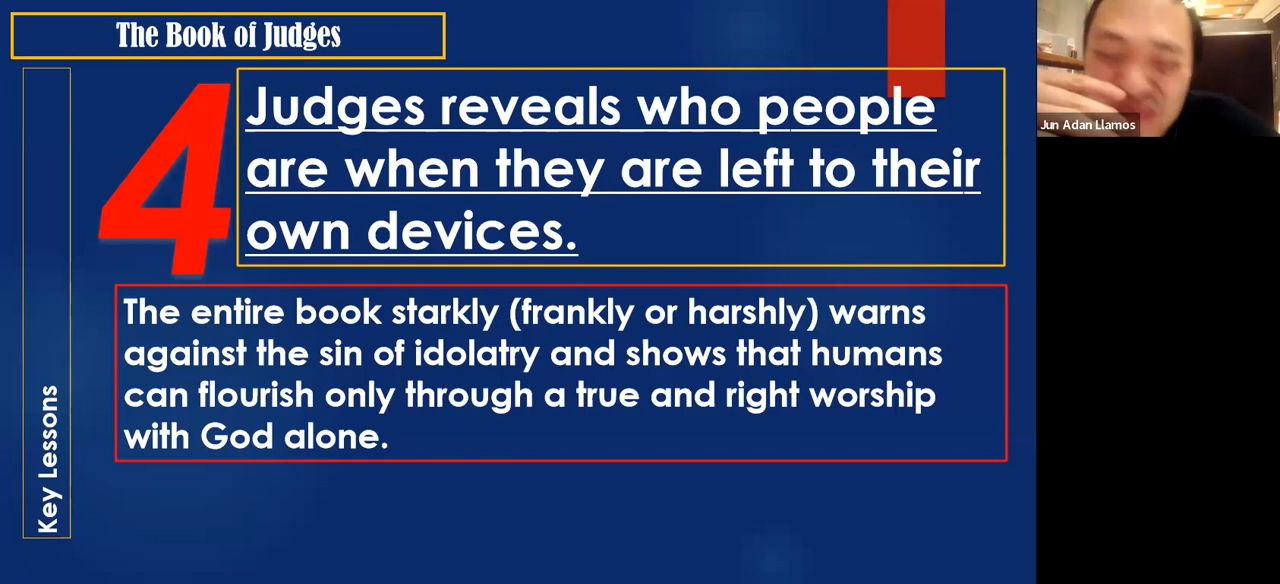 The Book of Judges
4
Judges reveals who people
are when they are left to their
own devices.
The entire book starkly (frankly or harshly) warns
against the sin of idolatry and shows that humans
can flourish only through a true and right worship
with God alone.
Key Lessons
Jun Adan Llamos